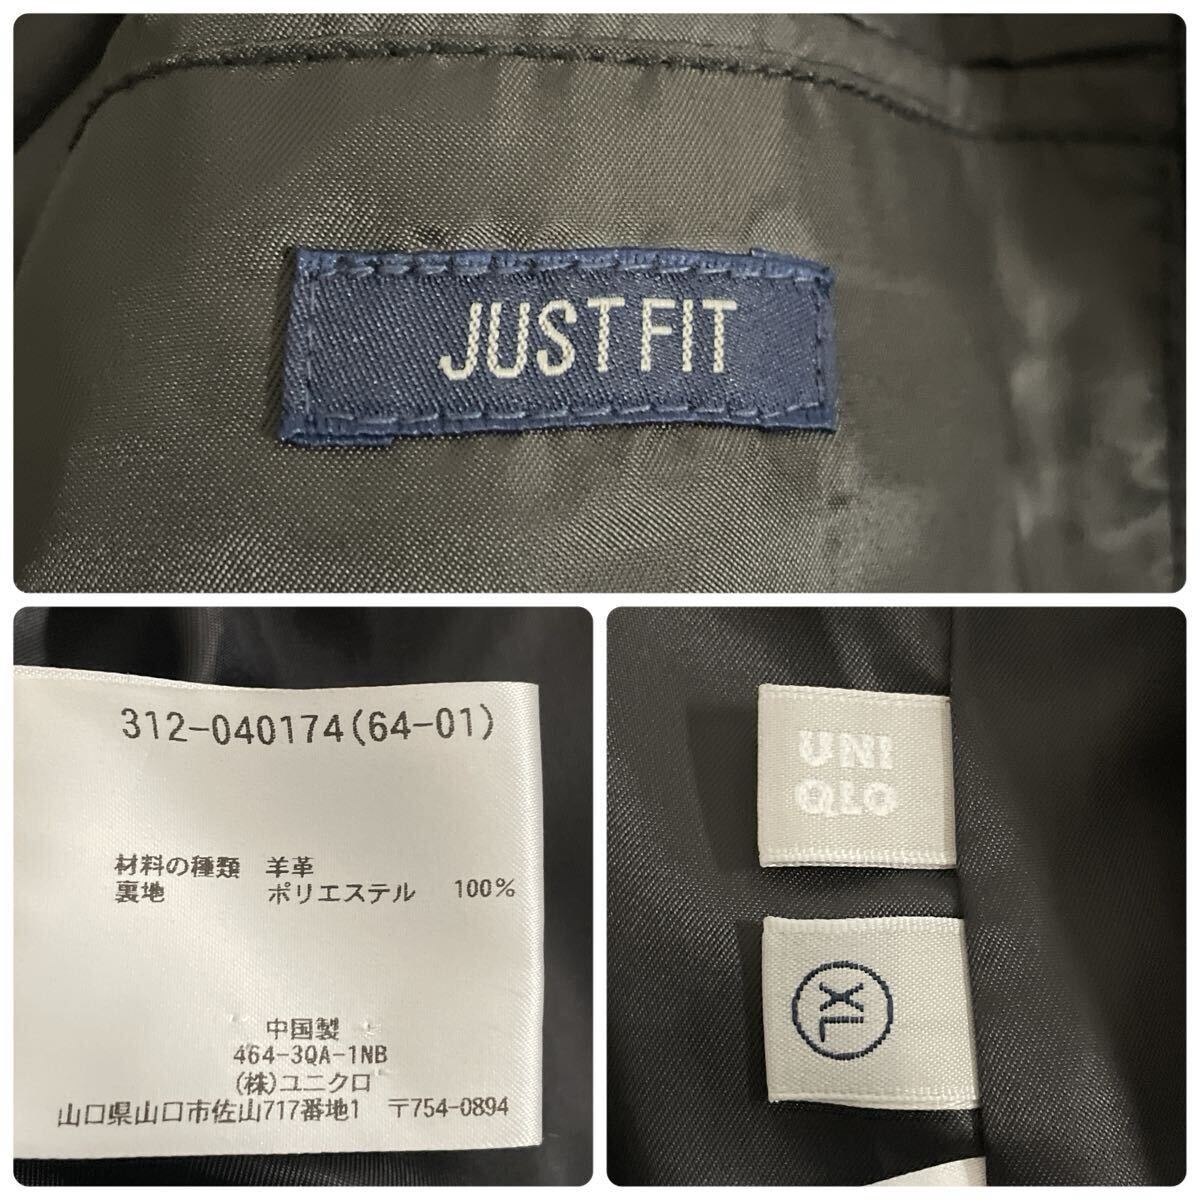 JUST FIT
312-040174(64-01)
材料の種類 羊革
裏地 ポリエステル 100%
中国製
464-3QA-1NB
(株)ユニクロ
山口県山口市佐山717番地1 〒754-0894
UNI
QLO
XL